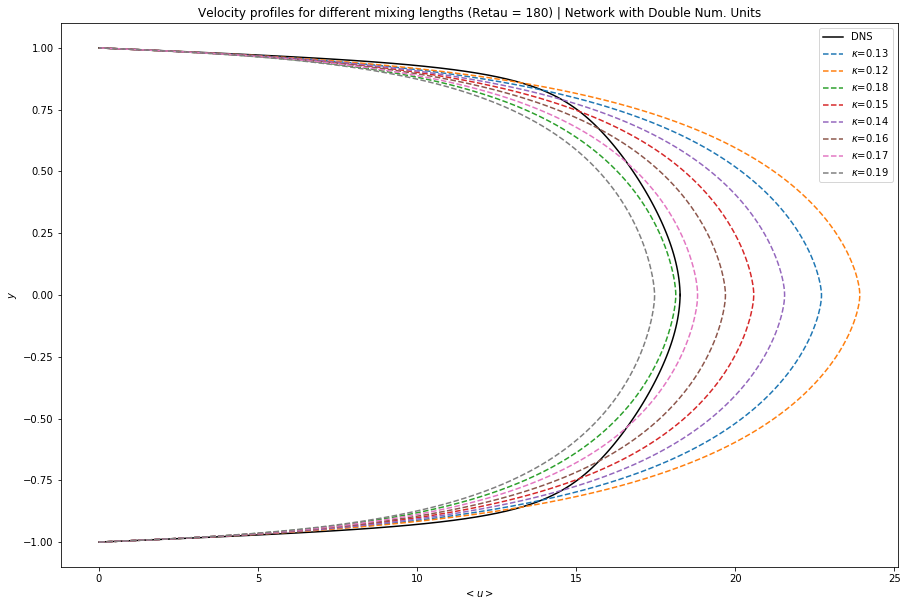 Velocity profiles for different mixing lengths (Retau = 180) | Network with Double Num. Units
DNS
κ=0.13
κ=0.12
κ=0.18
κ=0.15
κ=0.14
κ=0.16
κ=0.17
κ=0.19
1.00
0.75
0.50
0.25
0.00
−0.25
−0.50
−0.75
−1.00
y
0 5 10 15 20 25
< u >